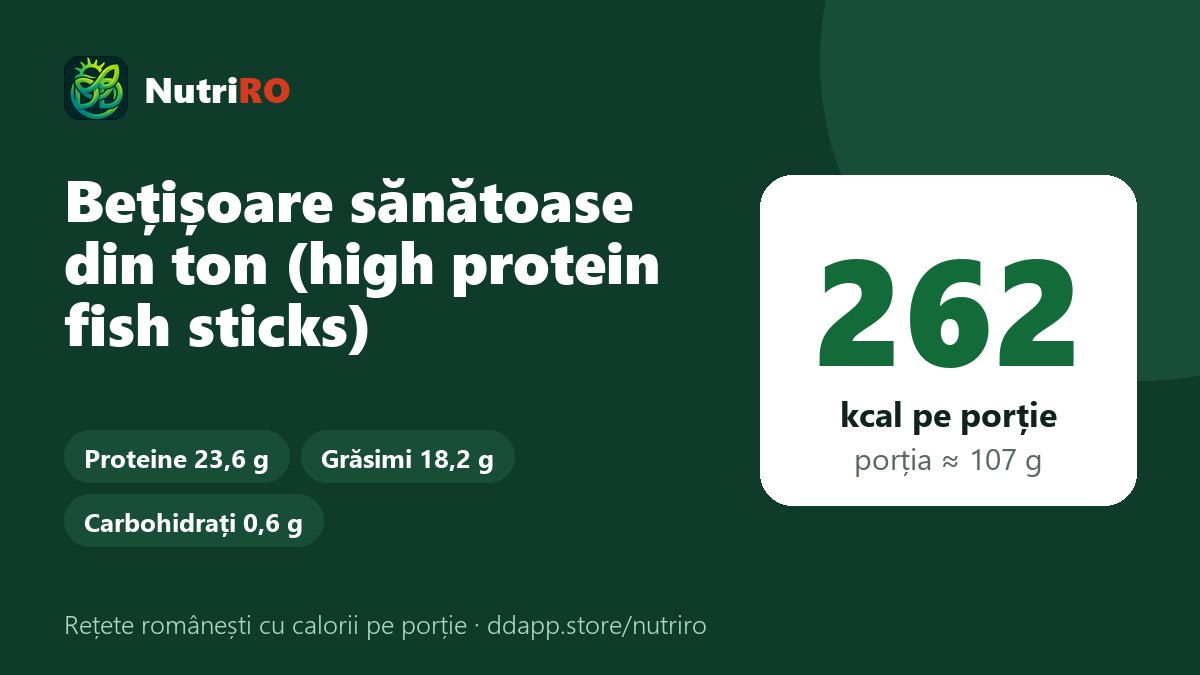 NutriRO
Bețișoare sănătoase
din ton (high protein
fish sticks)
Proteine 23,6 g
Grăsimi 18,2 g
Carbohidrați 0,6 g
262
kcal pe porție
porția ≈ 107 g
Rețete românești cu calorii pe porție · ddapp.store/nutriro